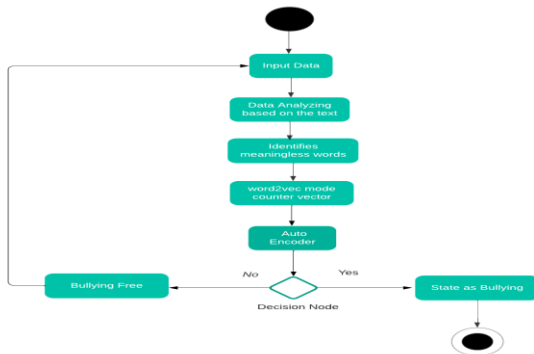 Input Data
Data Analyzing
based on the text
Identifies
meaningless words
word2vec mode
counter vector
Auto
Encoder
No
Yes
Bullying Free
State as Bullying
Decision Node